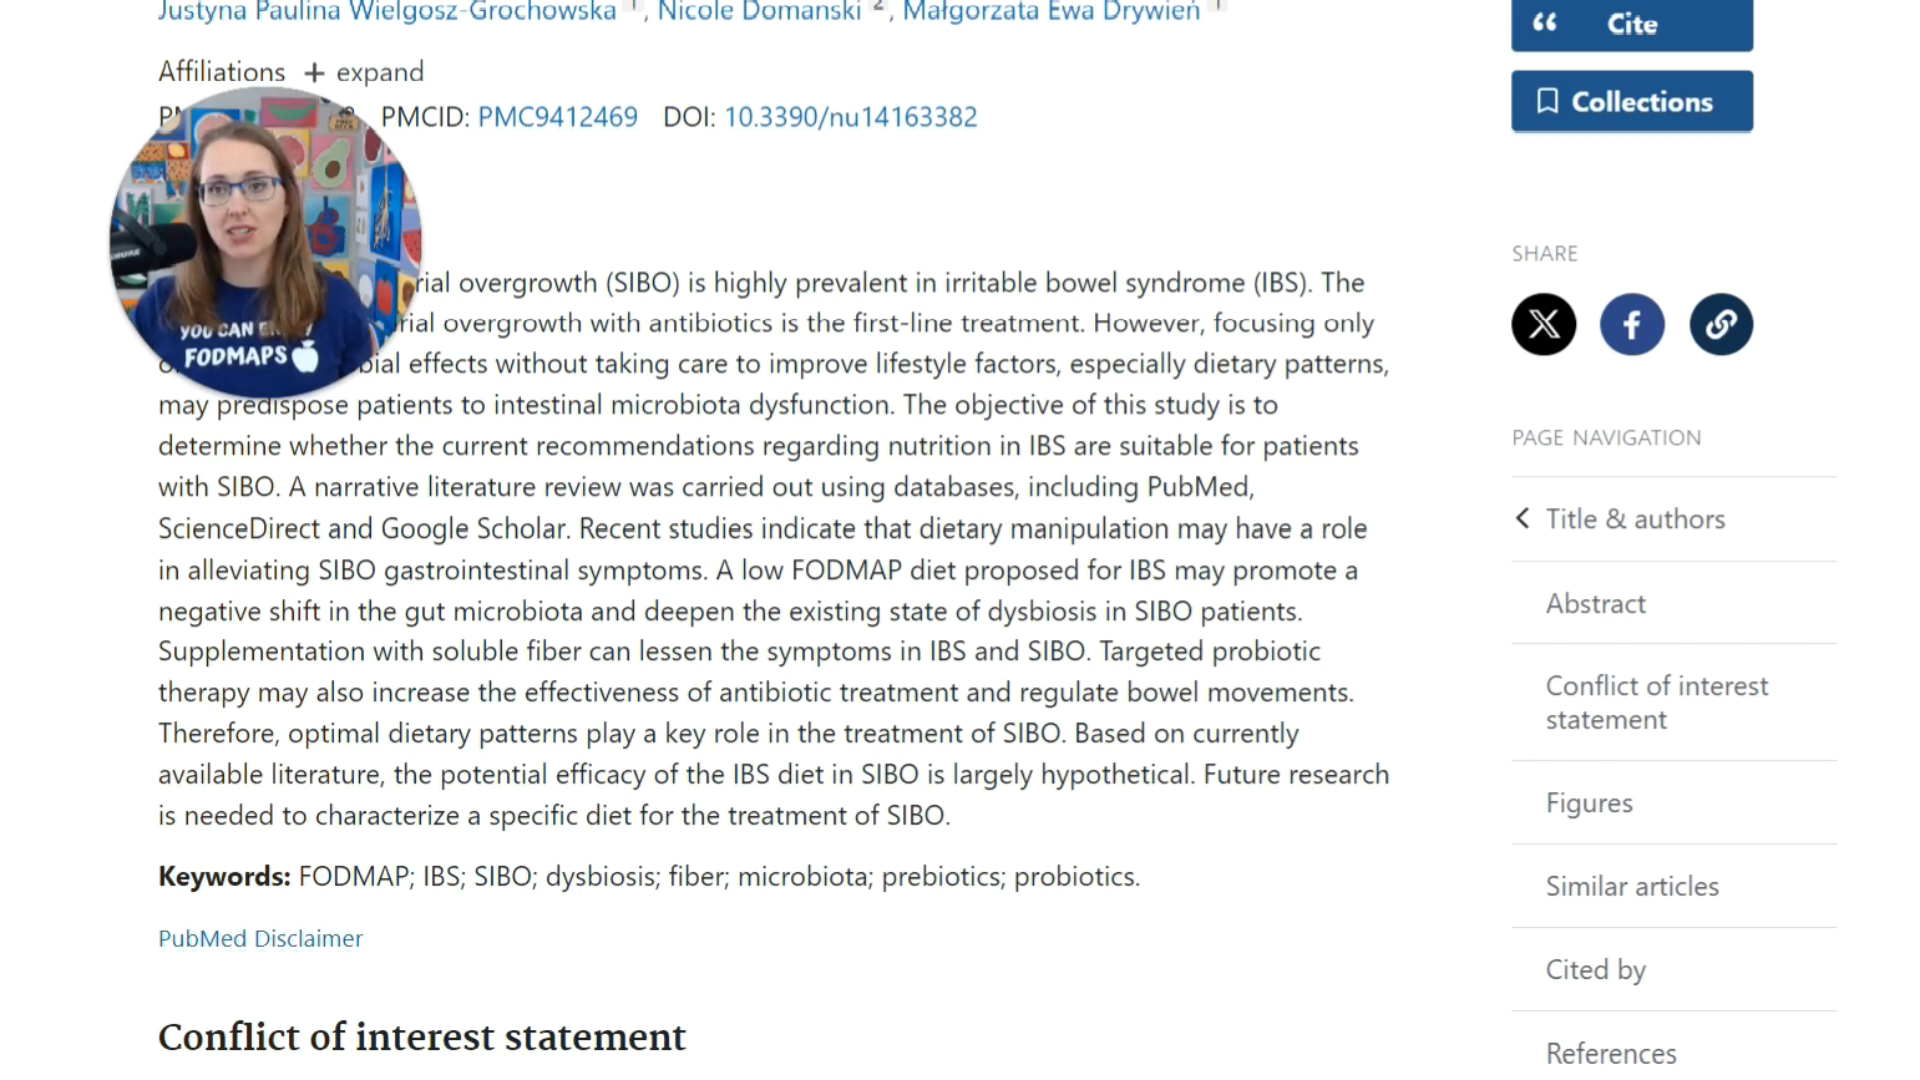 Justyna Paulina Wielgosz-Grochowska 1, Nicole Domanski 2, Małgorzata Ewa Drywień 1
Affiliations + expand
PMCID: PMC9412469 DOI: 10.3390/nu14163382
rial overgrowth (SIBO) is highly prevalent in irritable bowel syndrome (IBS). The
rial overgrowth with antibiotics is the first-line treatment. However, focusing only
bial effects without taking care to improve lifestyle factors, especially dietary patterns,
may predispose patients to intestinal microbiota dysfunction. The objective of this study is to
determine whether the current recommendations regarding nutrition in IBS are suitable for patients
with SIBO. A narrative literature review was carried out using databases, including PubMed,
ScienceDirect and Google Scholar. Recent studies indicate that dietary manipulation may have a role
in alleviating SIBO gastrointestinal symptoms. A low FODMAP diet proposed for IBS may promote a
negative shift in the gut microbiota and deepen the existing state of dysbiosis in SIBO patients.
Supplementation with soluble fiber can lessen the symptoms in IBS and SIBO. Targeted probiotic
therapy may also increase the effectiveness of antibiotic treatment and regulate bowel movements.
Therefore, optimal dietary patterns play a key role in the treatment of SIBO. Based on currently
available literature, the potential efficacy of the IBS diet in SIBO is largely hypothetical. Future research
is needed to characterize a specific diet for the treatment of SIBO.
Keywords: FODMAP; IBS; SIBO; dysbiosis; fiber; microbiota; prebiotics; probiotics.
PubMed Disclaimer
Conflict of interest statement
YOU CAN
FODMAPS
Cite
Collections
SHARE
PAGE NAVIGATION
Title & authors
Abstract
Conflict of interest
statement
Figures
Similar articles
Cited by
References